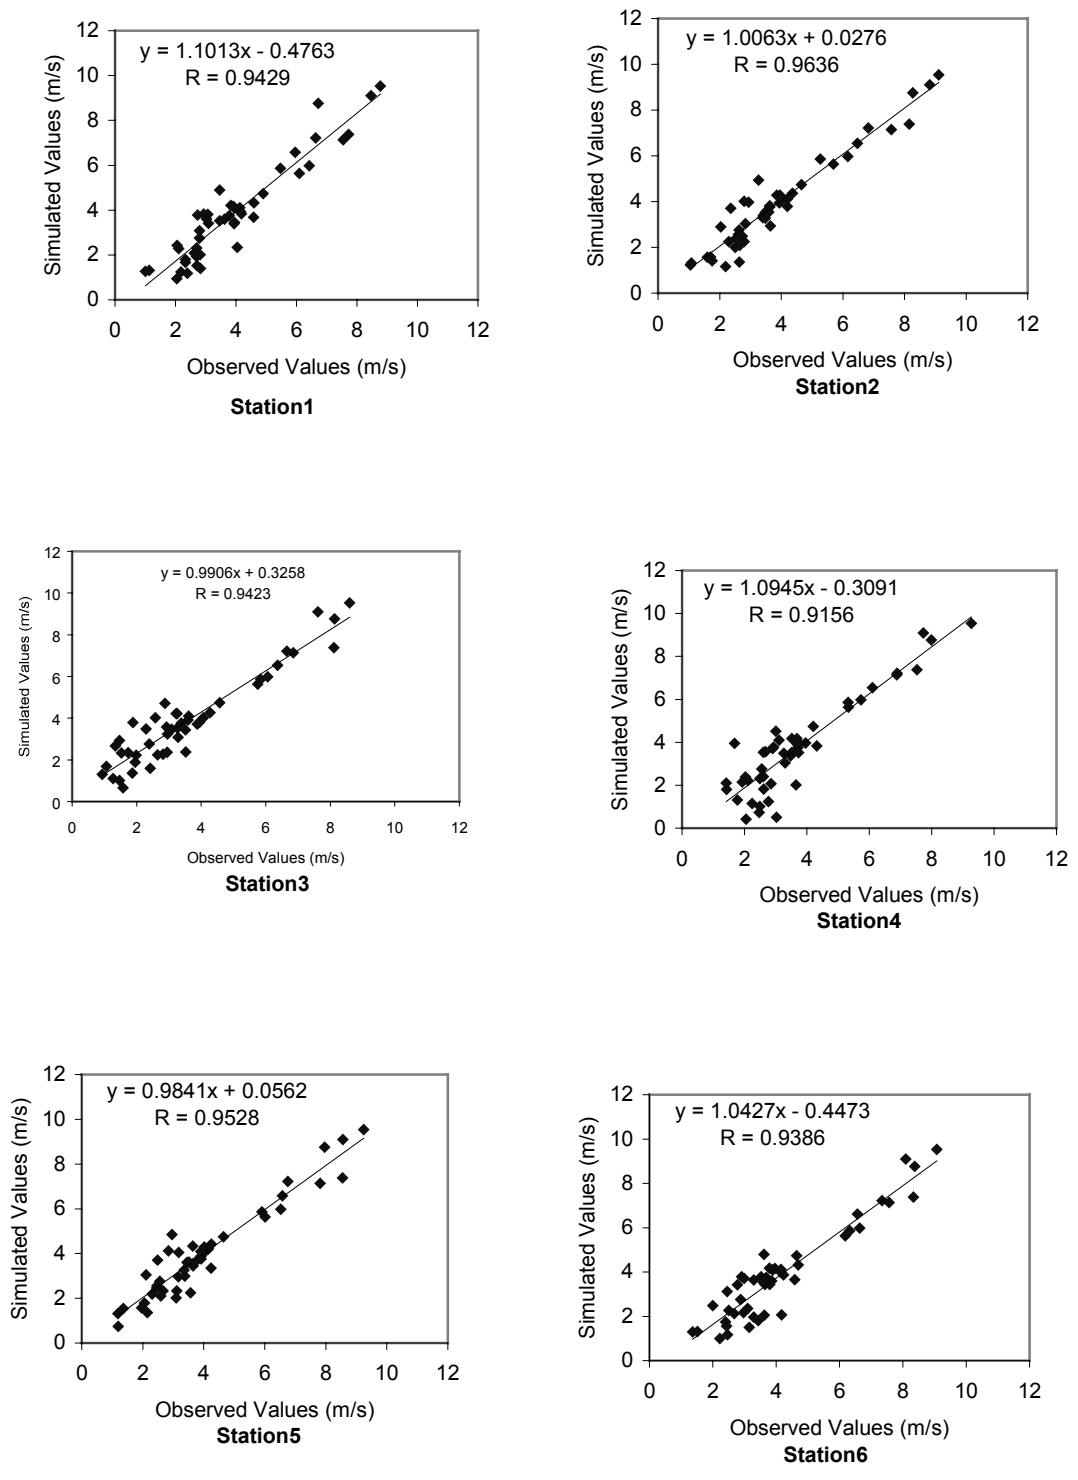 y = 1.1013x - 0.4763
R = 0.9429
Simulated Values (m/s)
12
10
8
6
4
2
0
0 2 4 6 8 10 12
Observed Values (m/s)
Station1
y = 1.0063x + 0.0276
R = 0.9636
Simulated Values (m/s)
12
10
8
6
4
2
0
0 2 4 6 8 10 12
Observed Values (m/s)
Station2
y = 0.9906x + 0.3258
R = 0.9423
Simulated Values (m/s)
12
10
8
6
4
2
0
0 2 4 6 8 10 12
Observed Values (m/s)
Station3
y = 1.0945x - 0.3091
R = 0.9156
Simulated Values (m/s)
12
10
8
6
4
2
0
0 2 4 6 8 10 12
Observed Values (m/s)
Station4
y = 0.9841x + 0.0562
R = 0.9528
Simulated Values (m/s)
12
10
8
6
4
2
0
0 2 4 6 8 10 12
Observed Values (m/s)
Station5
y = 1.0427x - 0.4473
R = 0.9386
Simulated Values (m/s)
12
10
8
6
4
2
0
0 2 4 6 8 10 12
Observed Values (m/s)
Station6